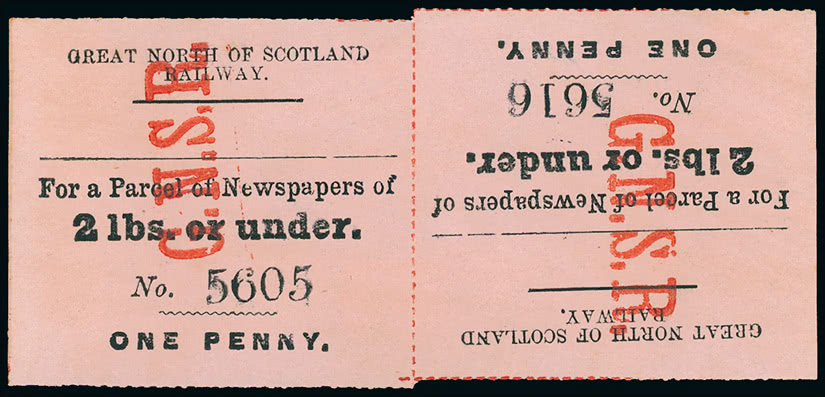 GREAT NORTH OF SCOTLAND
RAILWAY.
For a Parcel of Newspapers of
2 lbs. or under.
No. 5605
ONE PENNY.
G.N.S.R.
GREAT NORTH OF SCOTLAND
RAILWAY.
For a Parcel of Newspapers of
2 lbs. or under.
No. 5616
ONE PENNY.
G.N.S.R.